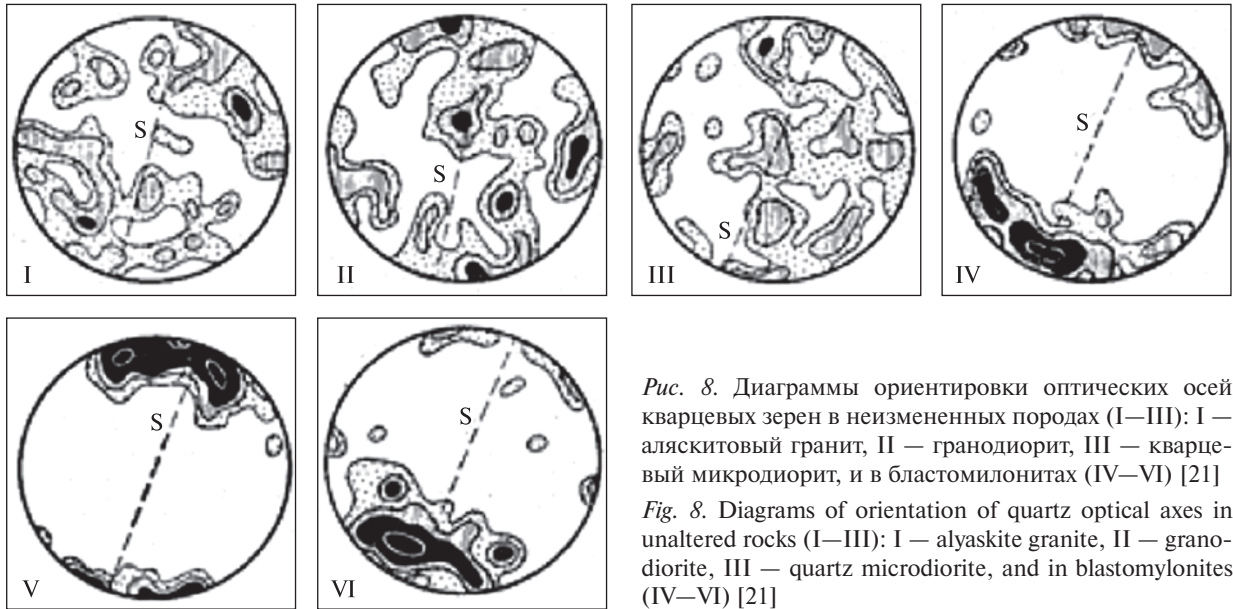 S
I
S
II
S
III
S
IV
S
V
S
VI
Рис. 8. Диаграммы ориентировки оптических осей
кварцевых зерен в неизмененных породах (I—III): I —
аляскитовый гранит, II — гранодиорит, III — кварце-
вый микродиорит, и в бластомилонитах (IV—VI) [21]
Fig. 8. Diagrams of orientation of quartz optical axes in
unaltered rocks (I—III): I — alyaskite granite, II — grano-
diorite, III — quartz microdiorite, and in blastomylonites
(IV—VI) [21]